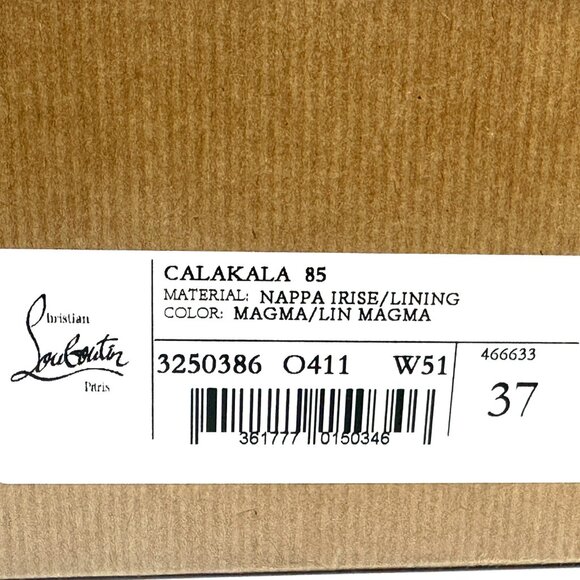 Christian
Louboutin
Paris
CALAKALA 85
MATERIAL: NAPPA IRISE/LINING
COLOR: MAGMA/LIN MAGMA
3250386 O411 W51
466633
37
361777 0150346